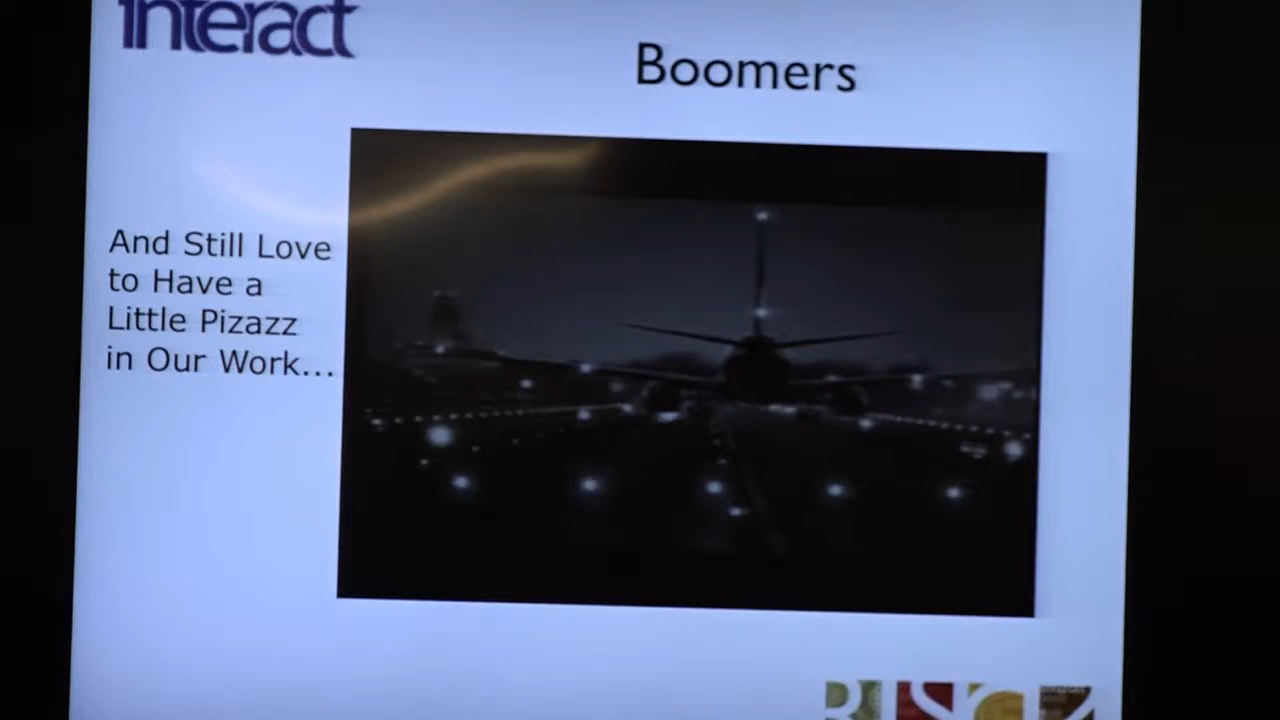 interact
Boomers
And Still Love
to Have a
Little Pizazz
in Our Work...